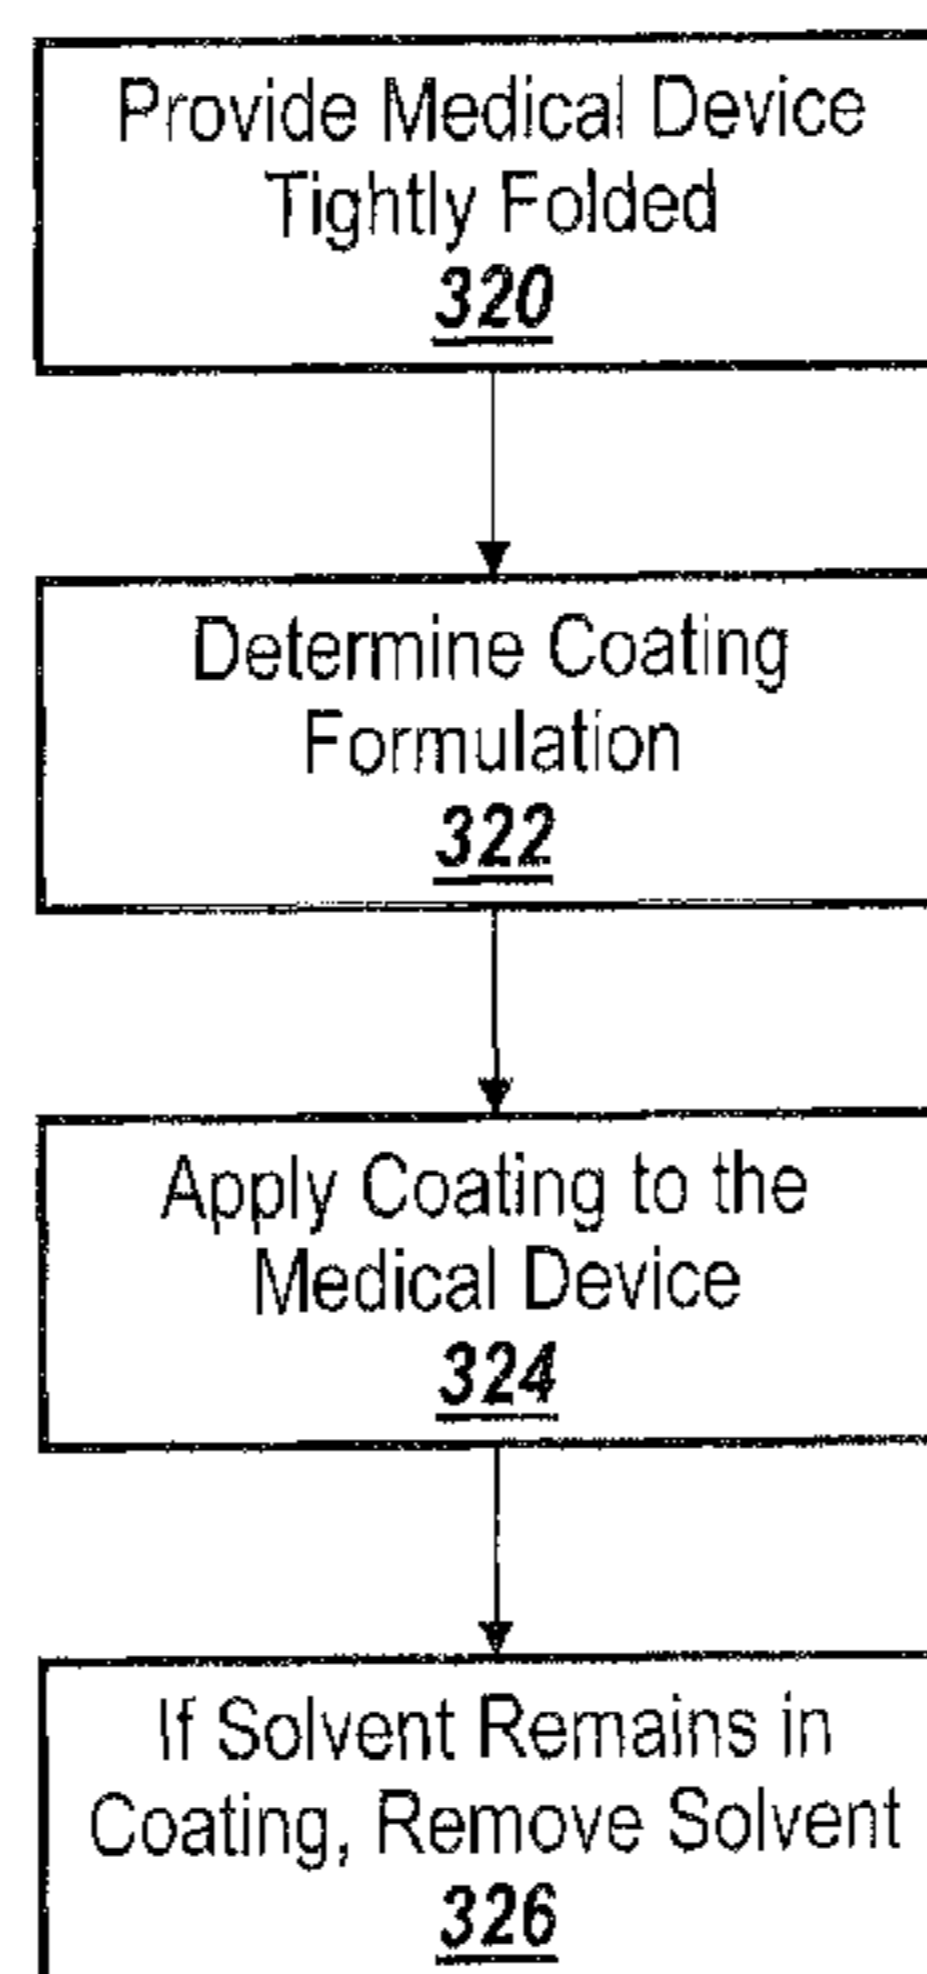 Provide Medical Device
Tightly Folded
320
Determine Coating
Formulation
322
Apply Coating to the
Medical Device
324
If Solvent Remains in
Coating, Remove Solvent
326